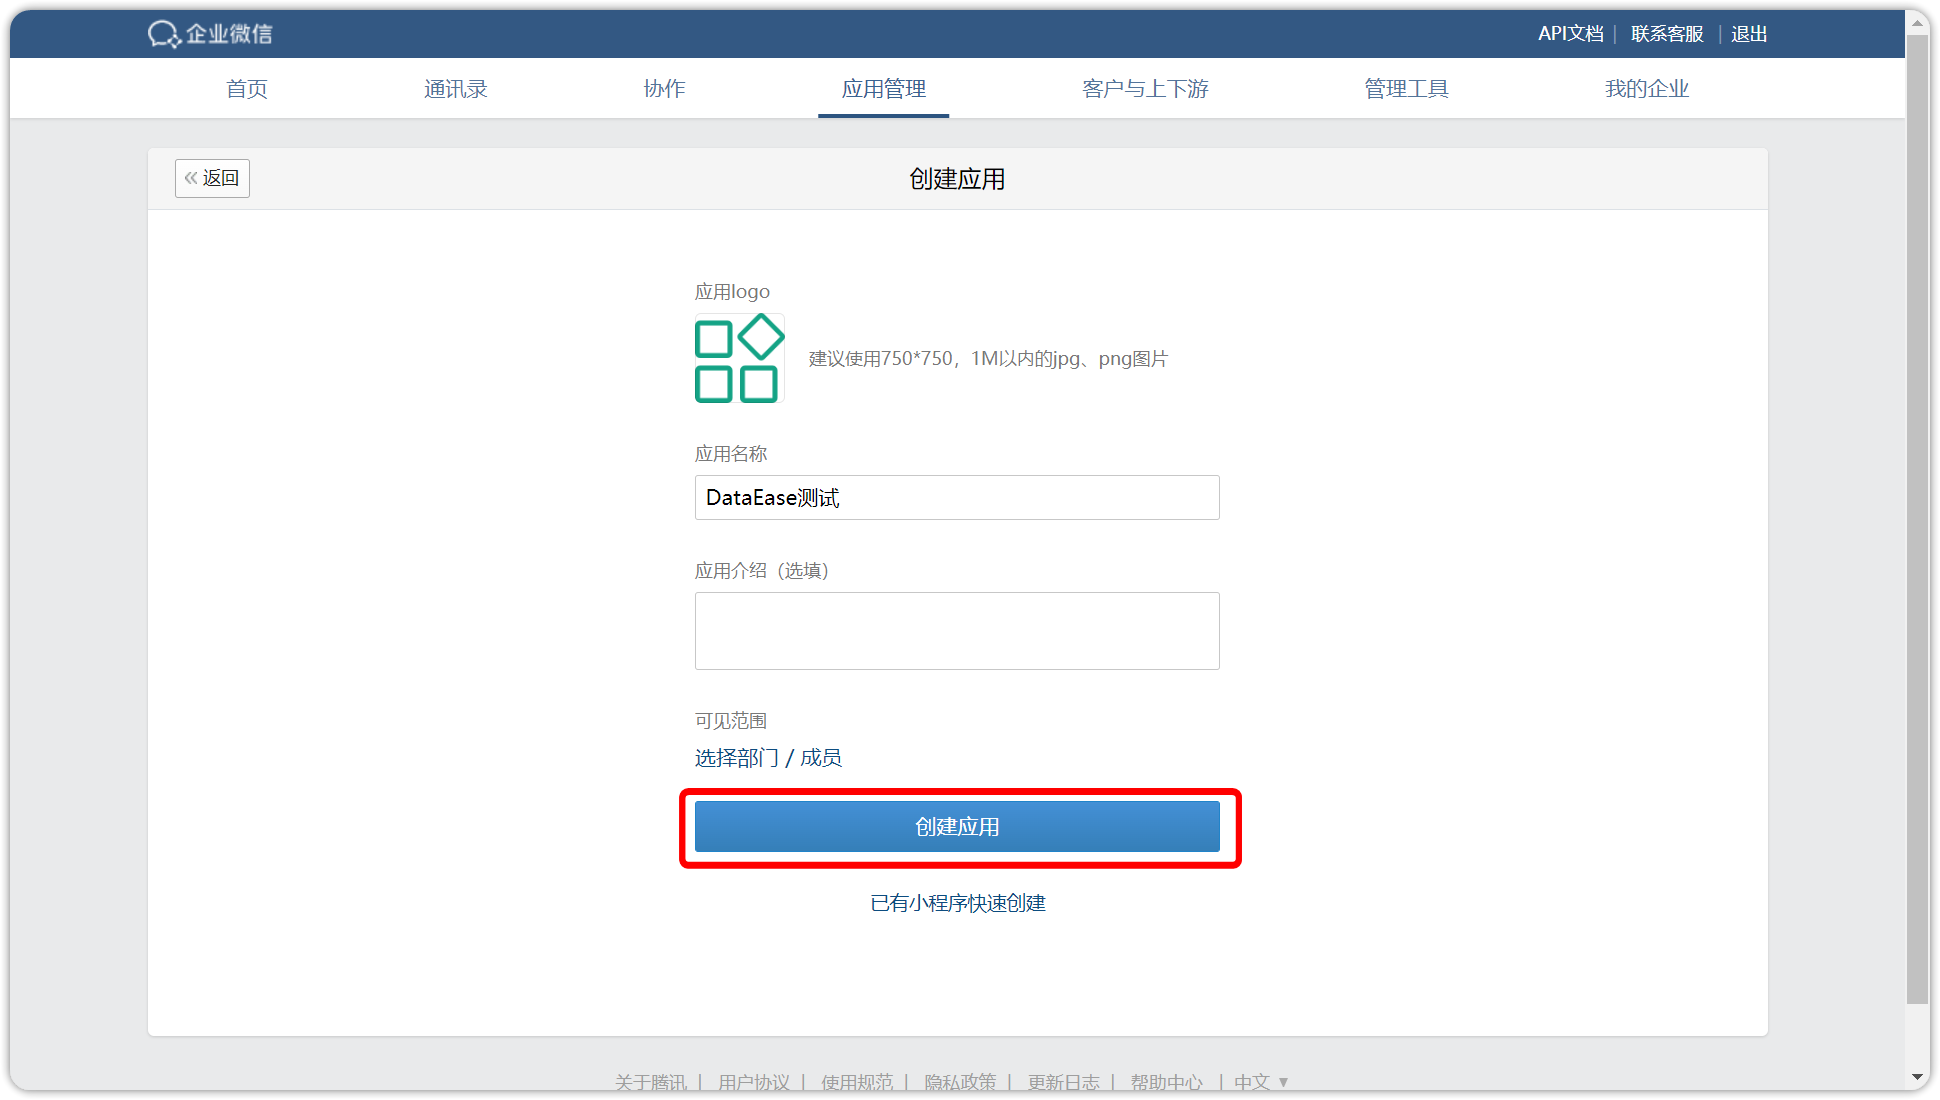 企业微信
API文档 | 联系客服 | 退出
首页 通讯录 协作 应用管理 客户与上下游 管理工具 我的企业
« 返回 创建应用
应用logo
建议使用750*750，1M以内的jpg、png图片
应用名称
DataEase测试
应用介绍（选填）
可见范围
选择部门 / 成员
创建应用
已有小程序快速创建
关于腾讯 | 用户协议 | 使用规范 | 隐私政策 | 更新日志 | 帮助中心 | 中文 ▼